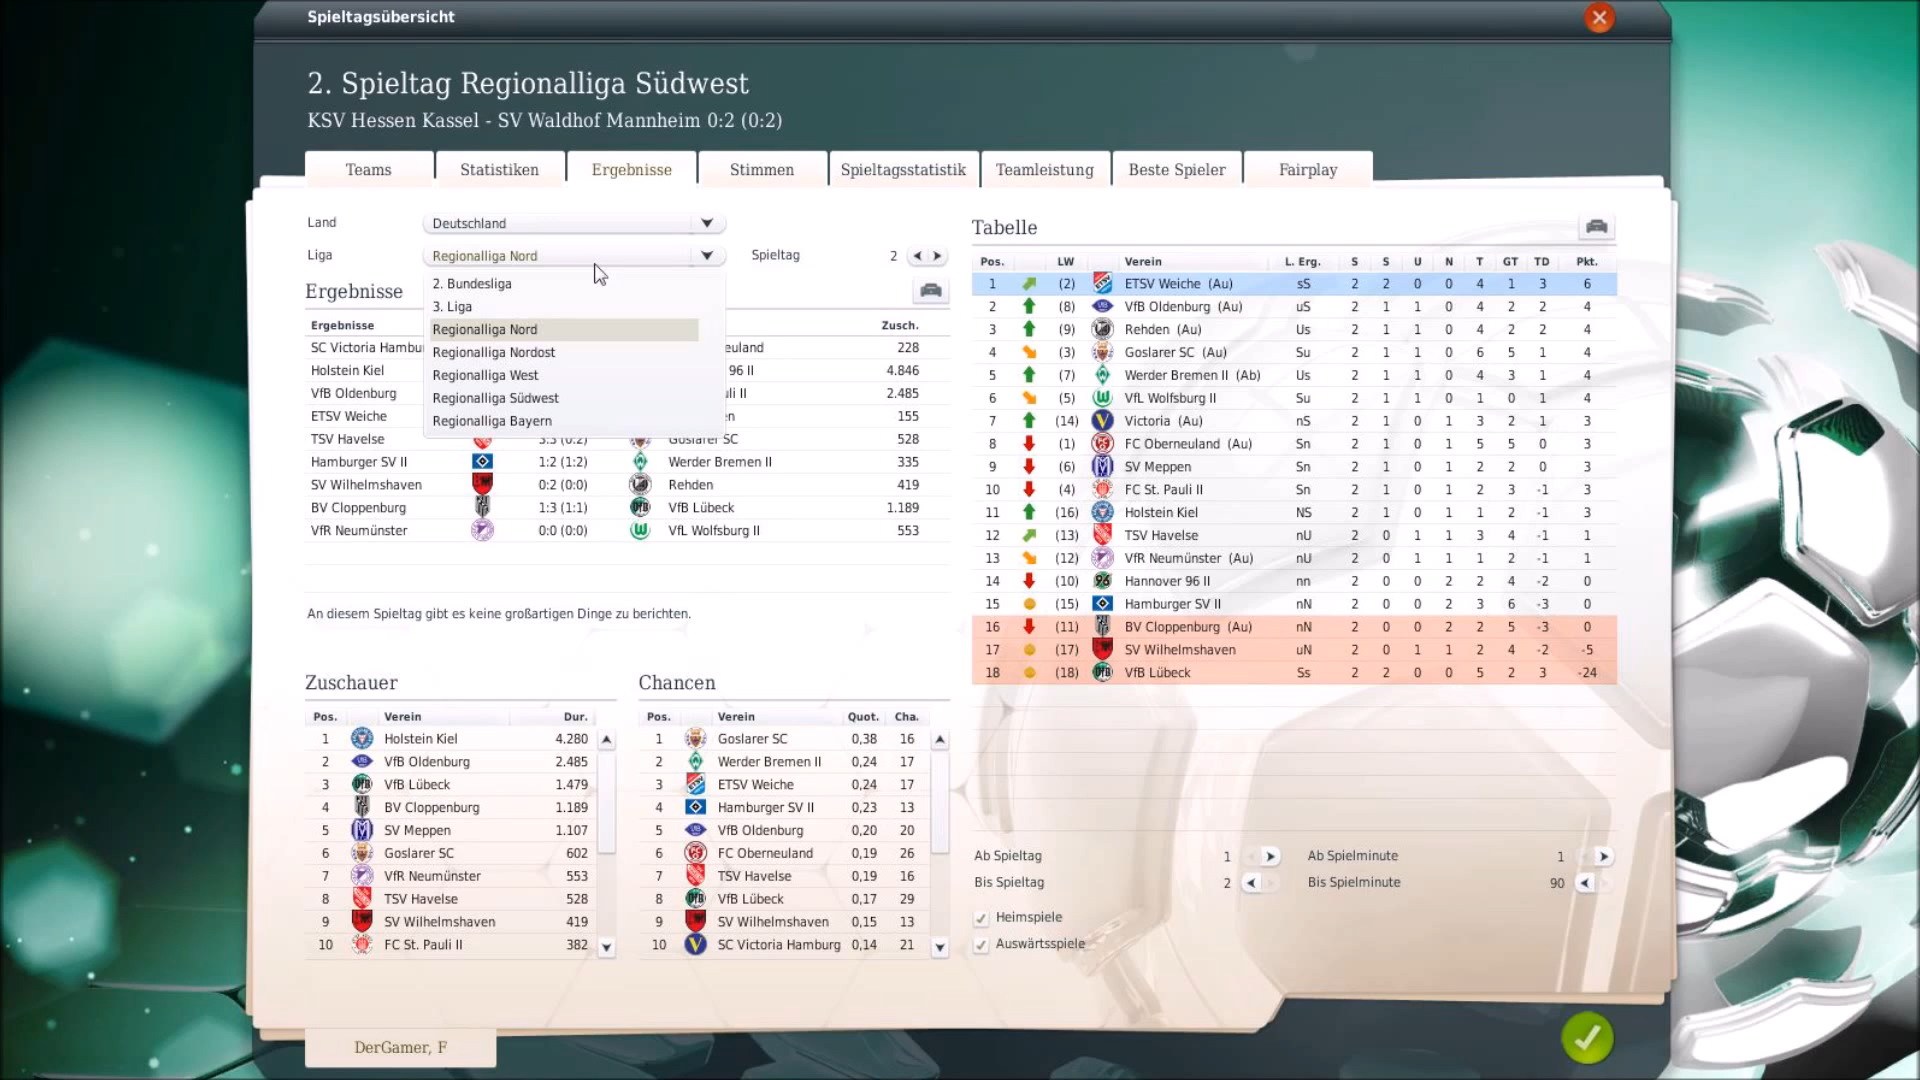 Spieltagsübersicht
2. Spieltag Regionalliga Südwest
KSV Hessen Kassel - SV Waldhof Mannheim 0:2 (0:2)
Teams Statistiken Ergebnisse Stimmen Spieltagsstatistik Teamleistung Beste Spieler Fairplay
Land Deutschland
Liga Regionalliga Nord Spieltag 2
2. Bundesliga
3. Liga
Regionalliga Nord
Regionalliga Nordost
Regionalliga West
Regionalliga Südwest
Regionalliga Bayern
Ergebnisse
Ergebnisse Zusch.
SC Victoria Hambu euland 228
Holstein Kiel 96 II 4.846
VfB Oldenburg uli II 2.485
ETSV Weiche en 155
TSV Havelse 3:3 (0:2) Goslarer SC 528
Hamburger SV II 1:2 (1:2) Werder Bremen II 335
SV Wilhelmshaven 0:2 (0:0) Rehden 419
BV Cloppenburg 1:3 (1:1) VfB Lübeck 1.189
VfR Neumünster 0:0 (0:0) VfL Wolfsburg II 553
An diesem Spieltag gibt es keine großartigen Dinge zu berichten.
Zuschauer
Pos. Verein Dur.
1 Holstein Kiel 4.280
2 VfB Oldenburg 2.485
3 VfB Lübeck 1.479
4 BV Cloppenburg 1.189
5 SV Meppen 1.107
6 Goslarer SC 602
7 VfR Neumünster 553
8 TSV Havelse 528
9 SV Wilhelmshaven 419
10 FC St. Pauli II 382
Chancen
Pos. Verein Quot. Cha.
1 Goslarer SC 0,38 16
2 Werder Bremen II 0,24 17
3 ETSV Weiche 0,24 17
4 Hamburger SV II 0,23 13
5 VfB Oldenburg 0,20 20
6 FC Oberneuland 0,19 26
7 TSV Havelse 0,19 16
8 VfB Lübeck 0,17 29
9 SV Wilhelmshaven 0,15 13
10 SC Victoria Hamburg 0,14 21
Tabelle
Pos. LW Verein L. Erg. S S U N T GT TD Pkt.
1 (2) ETSV Weiche (Au) sS 2 2 0 0 4 1 3 6
2 (8) VfB Oldenburg (Au) uS 2 1 1 0 4 2 2 4
3 (9) Rehden (Au) Us 2 1 1 0 4 2 2 4
4 (3) Goslarer SC (Au) Su 2 1 1 0 6 5 1 4
5 (7) Werder Bremen II (Ab) Us 2 1 1 0 4 3 1 4
6 (5) VfL Wolfsburg II Su 2 1 1 0 1 0 1 4
7 (14) Victoria (Au) nS 2 1 0 1 3 2 1 3
8 (1) FC Oberneuland (Au) Sn 2 1 0 1 5 5 0 3
9 (6) SV Meppen Sn 2 1 0 1 2 2 0 3
10 (4) FC St. Pauli II Sn 2 1 0 1 2 3 -1 3
11 (16) Holstein Kiel NS 2 1 0 1 1 2 -1 3
12 (13) TSV Havelse nU 2 0 1 1 3 4 -1 1
13 (12) VfR Neumünster (Au) nU 2 0 1 1 1 2 -1 1
14 (10) Hannover 96 II nn 2 0 0 2 2 4 -2 0
15 (15) Hamburger SV II nN 2 0 0 2 3 6 -3 0
16 (11) BV Cloppenburg (Au) nN 2 0 0 2 2 5 -3 0
17 (17) SV Wilhelmshaven uN 2 0 1 1 2 4 -2 -5
18 (18) VfB Lübeck Ss 2 2 0 0 5 2 3 -24
Ab Spieltag 1 Ab Spielminute 1
Bis Spieltag 2 Bis Spielminute 90
Heimspiele
Auswärtsspiele
DerGamer, F